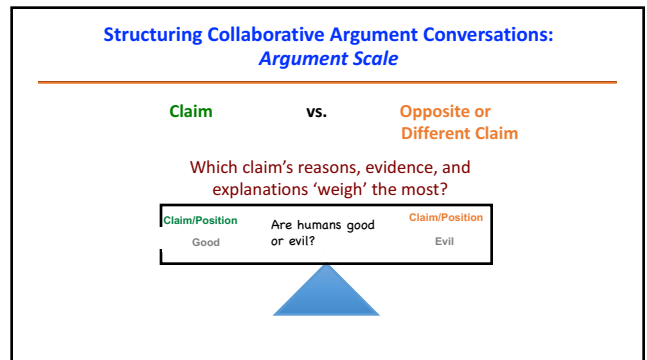 Structuring Collaborative Argument Conversations:
Argument Scale
Claim vs. Opposite or
Different Claim
Which claim's reasons, evidence, and
explanations 'weigh' the most?
Claim/Position Are humans good Claim/Position
Good or evil? Evil